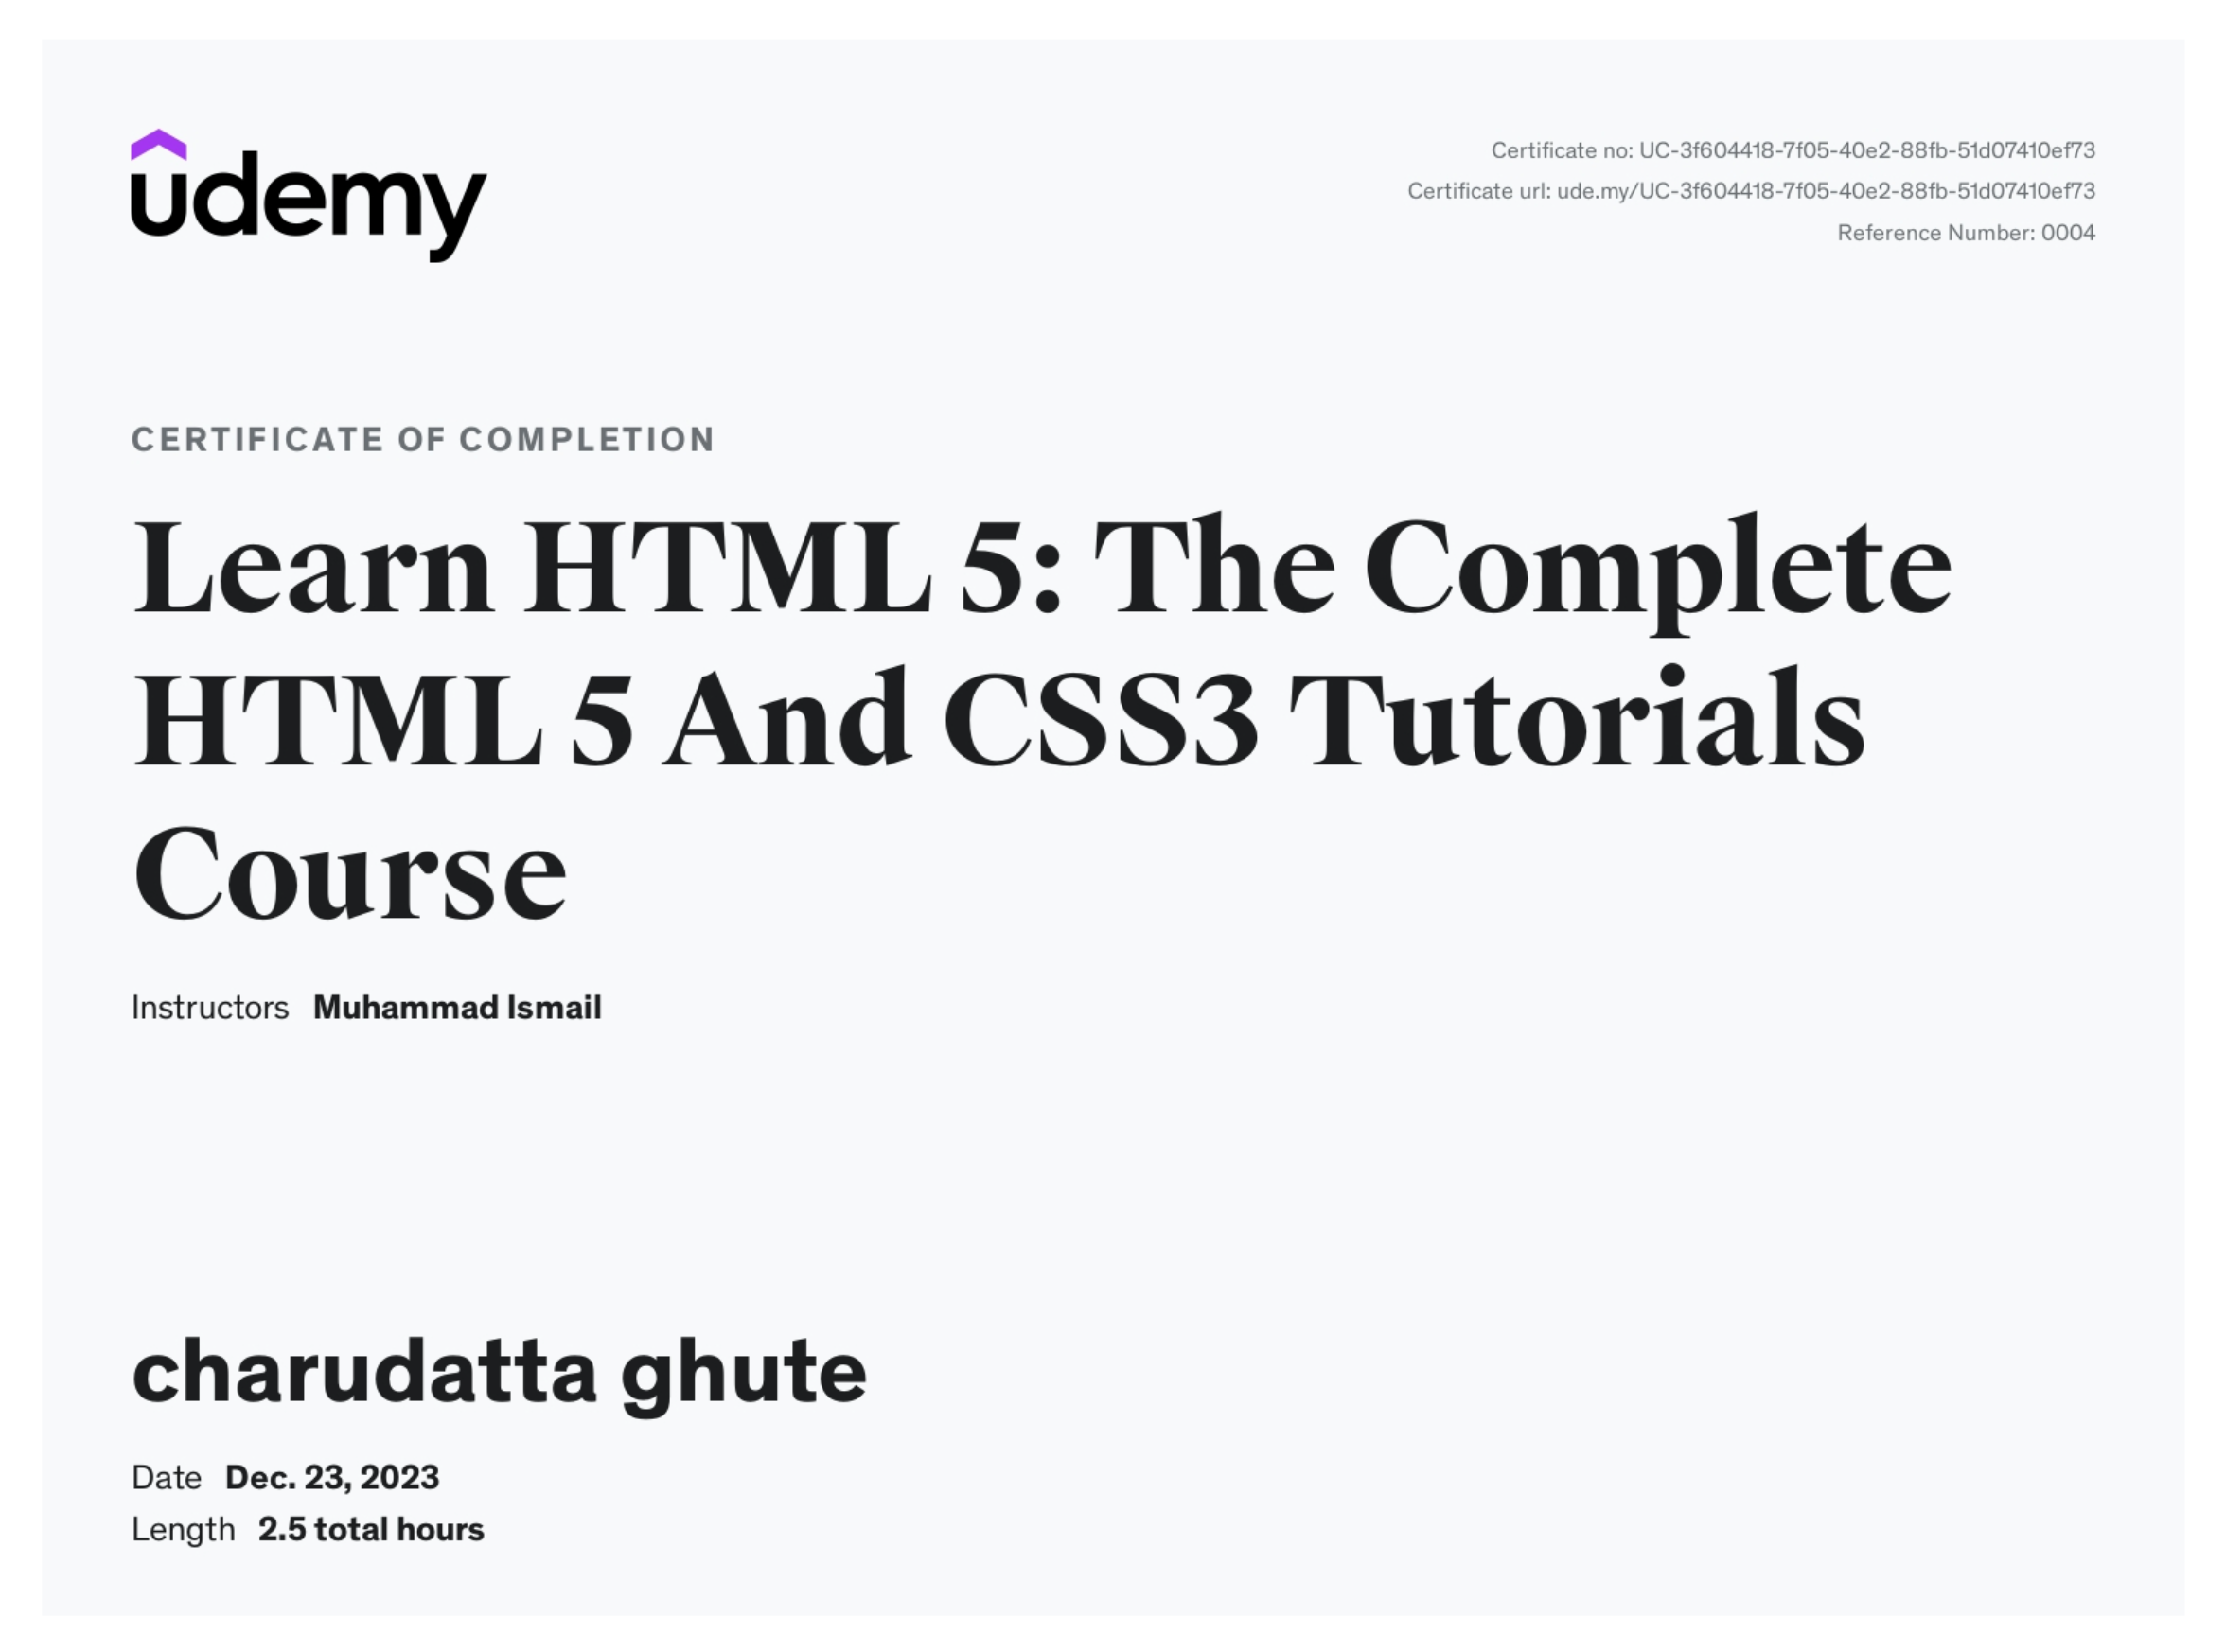 udemy
Certificate no: UC-3f604418-7f05-40e2-88fb-51d07410ef73
Certificate url: ude.my/UC-3f604418-7f05-40e2-88fb-51d07410ef73
Reference Number: 0004
CERTIFICATE OF COMPLETION
Learn HTML 5: The Complete
HTML 5 And CSS3 Tutorials
Course
Instructors Muhammad Ismail
charudatta ghute
Date Dec. 23, 2023
Length 2.5 total hours